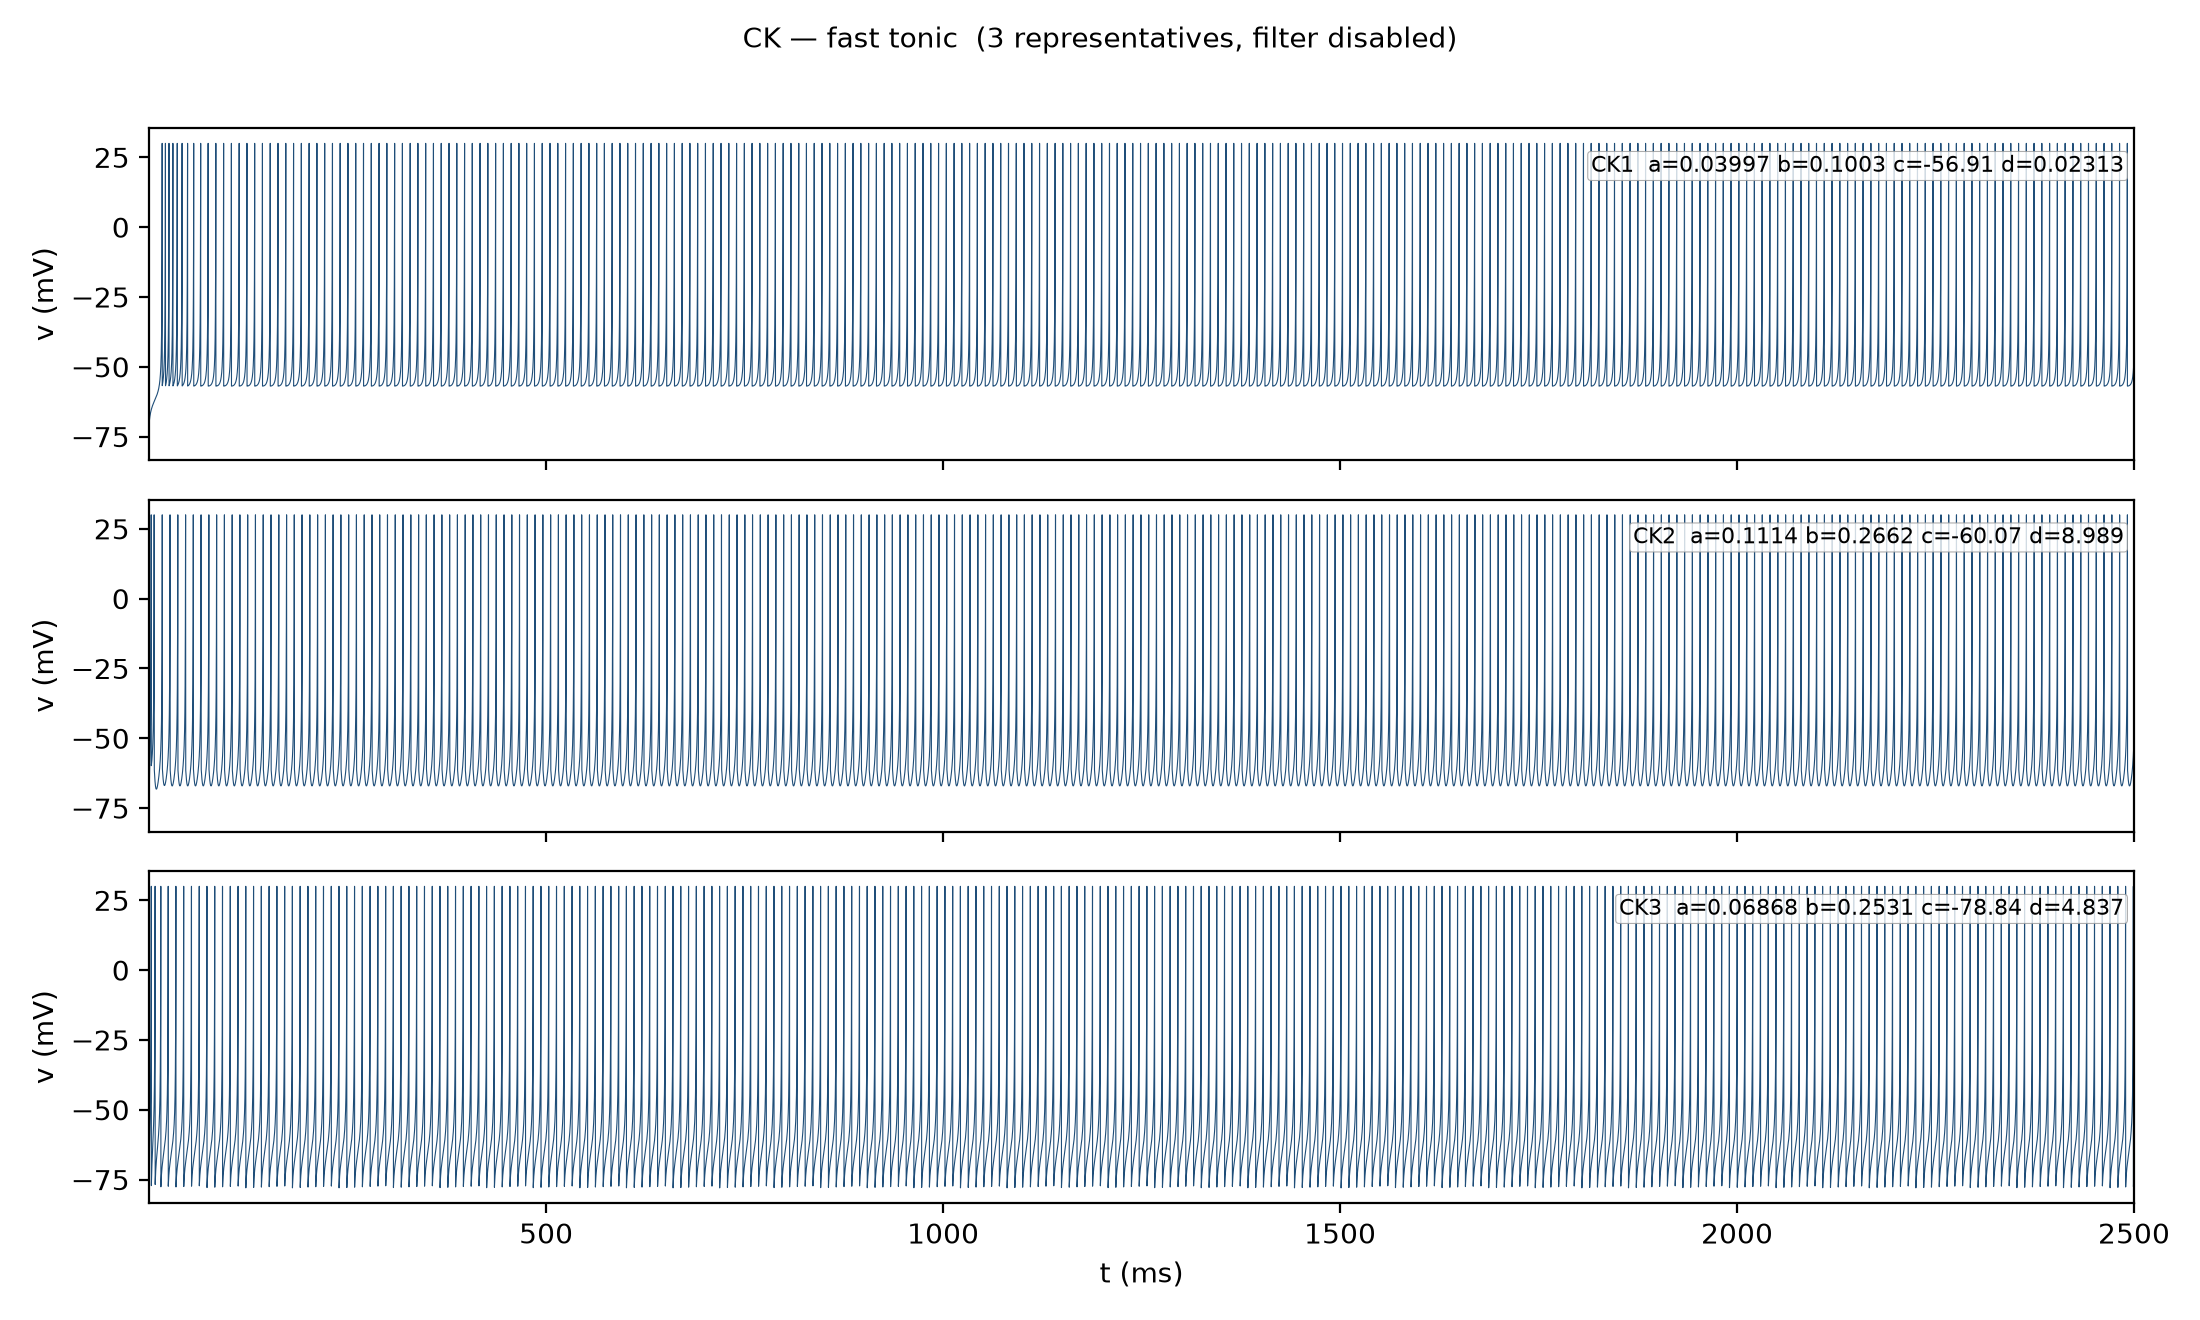 CK — fast tonic  (3 representatives, filter disabled)
25
0
−25
−50
−75
v (mV)
CK1  a=0.03997 b=0.1003 c=-56.91 d=0.02313
25
0
−25
−50
−75
v (mV)
CK2  a=0.1114 b=0.2662 c=-60.07 d=8.989
25
0
−25
−50
−75
v (mV)
CK3  a=0.06868 b=0.2531 c=-78.84 d=4.837
500 1000 1500 2000 2500
t (ms)